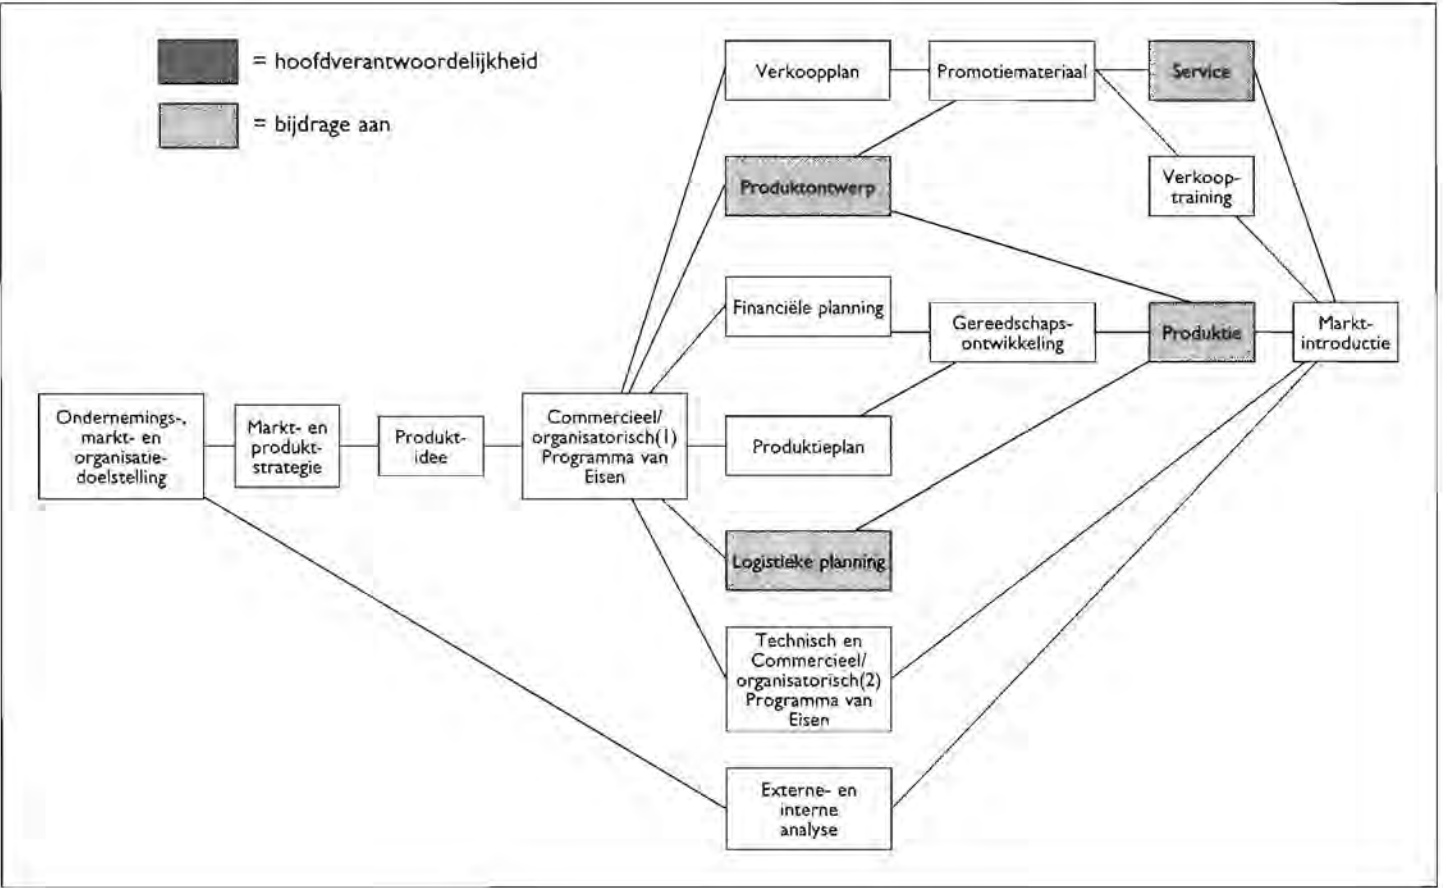 = hoofdverantwoordelijkheid
= bijdrage aan
Verkoopplan
Promotiemateriaal
Service
Produktontwerp
Verkoop-
training
Financiële planning
Gereedschaps-
ontwikkeling
Produktie
Markt-
introductie
Ondernemings-,
markt- en
organisatie-
doelstelling
Markt- en
produkt-
strategie
Produkt-
idee
Commercieel/
organisatorisch(1)
Programma van
Eisen
Produktieplan
Logistieke planning
Technisch en
Commercieel/
organisatorisch(2)
Programma van
Eisen
Externe- en
interne
analyse